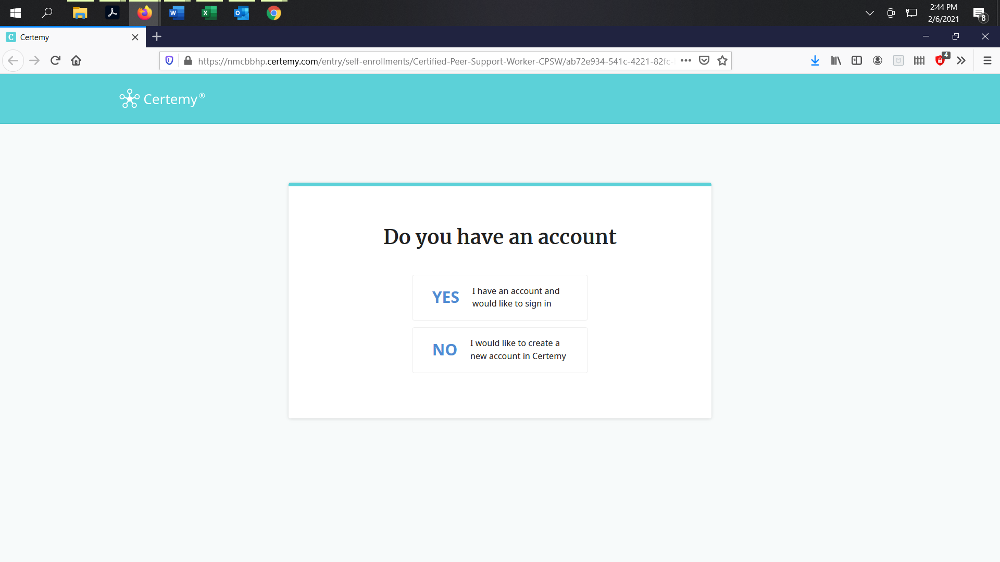 2:44 PM
2/6/2021
8
C Certemy
https://nmcbbhp.certemy.com/entry/self-enrollments/Certified-Peer-Support-Worker-CPSW/ab72e934-541c-4221-82fc-
4
Certemy®
Do you have an account
YES
I have an account and
would like to sign in
NO
I would like to create a
new account in Certemy